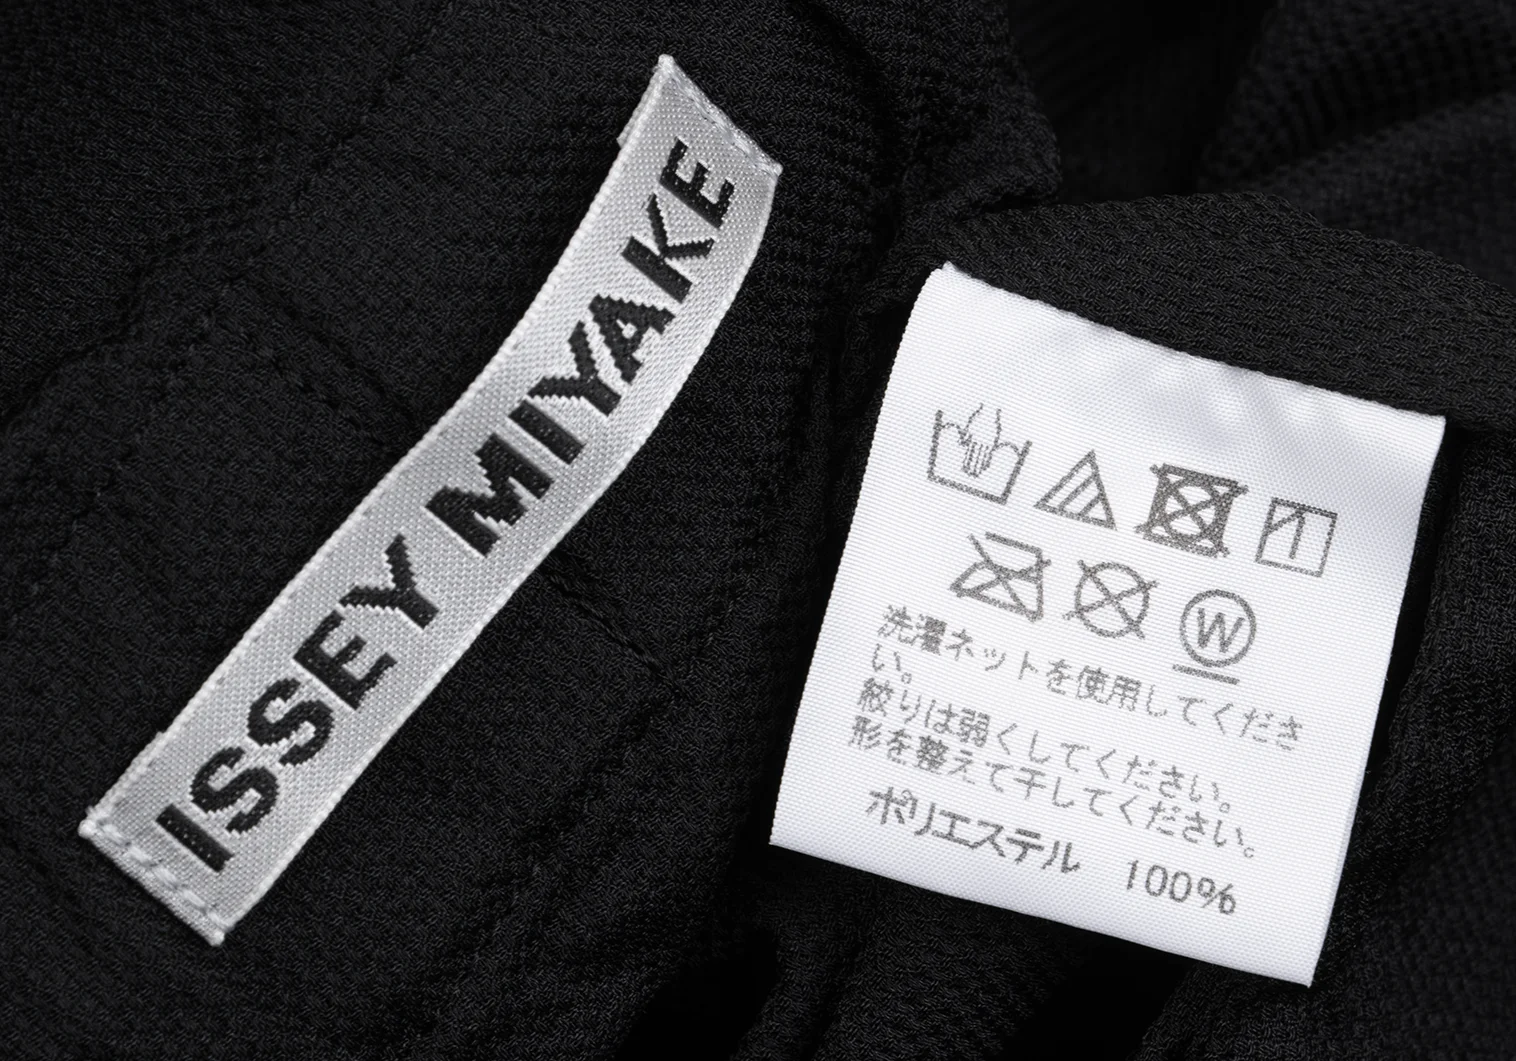 ISSEY MIYAKE
W
洗濯ネットを使用してくださ
い。
絞りは弱くしてください。
形を整えて干してください。
ポリエステル 100%